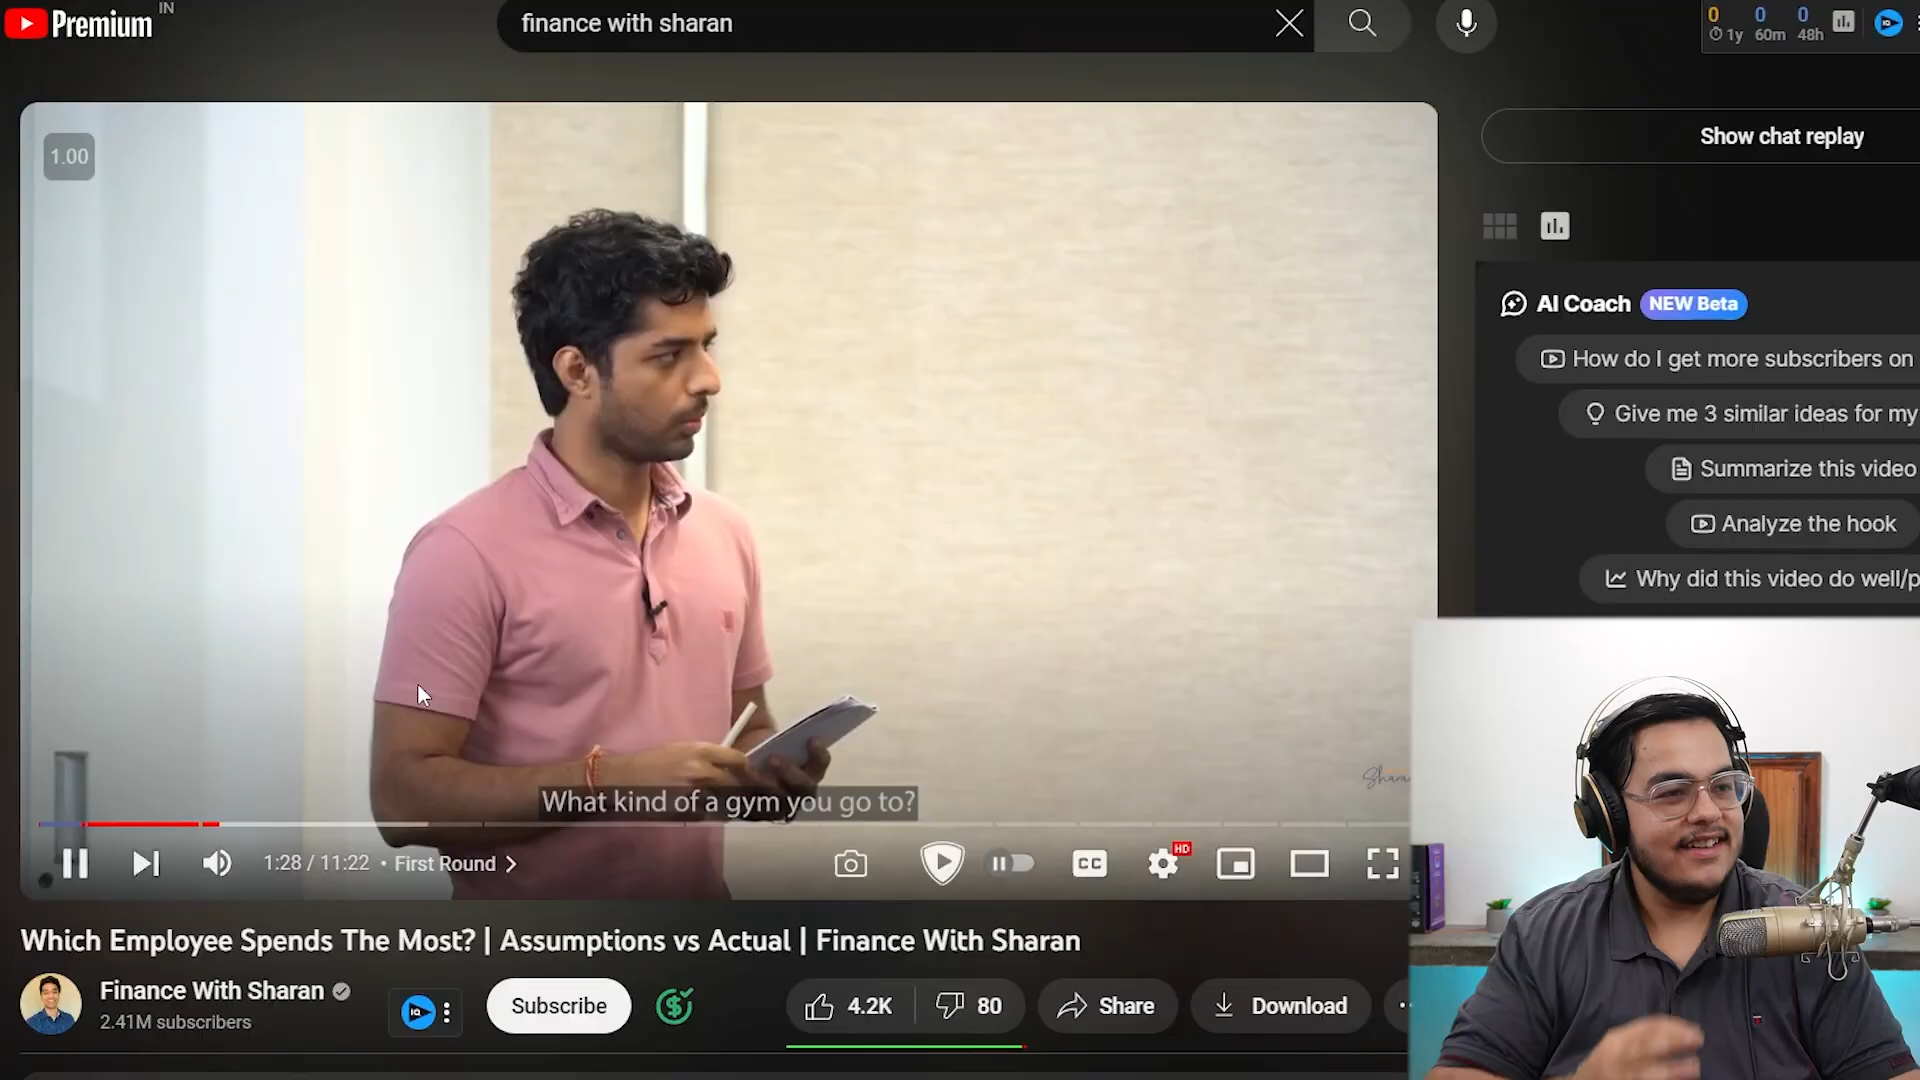 Premium IN
finance with sharan
0 0 0
1y 60m 48h
1.00
Show chat replay
AI Coach NEW Beta
How do I get more subscribers on
Give me 3 similar ideas for my
Summarize this video
Analyze the hook
Why did this video do well/p
What kind of a gym you go to?
1:28 / 11:22 • First Round
CC
HD
Which Employee Spends The Most? | Assumptions vs Actual | Finance With Sharan
Finance With Sharan
2.41M subscribers
IQ
Subscribe
4.2K
80
Share
Download